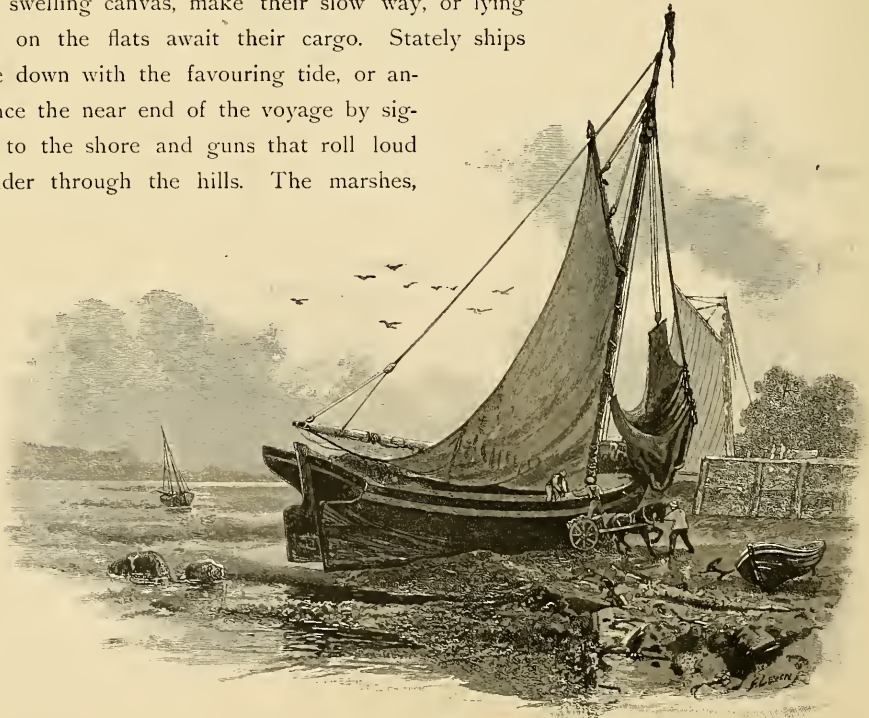 swelling canvas, make their slow way, or lying
on the flats await their cargo. Stately ships
e down with the favouring tide, or an-
nce the near end of the voyage by sig-
to the shore and guns that roll loud
der through the hills. The marshes,